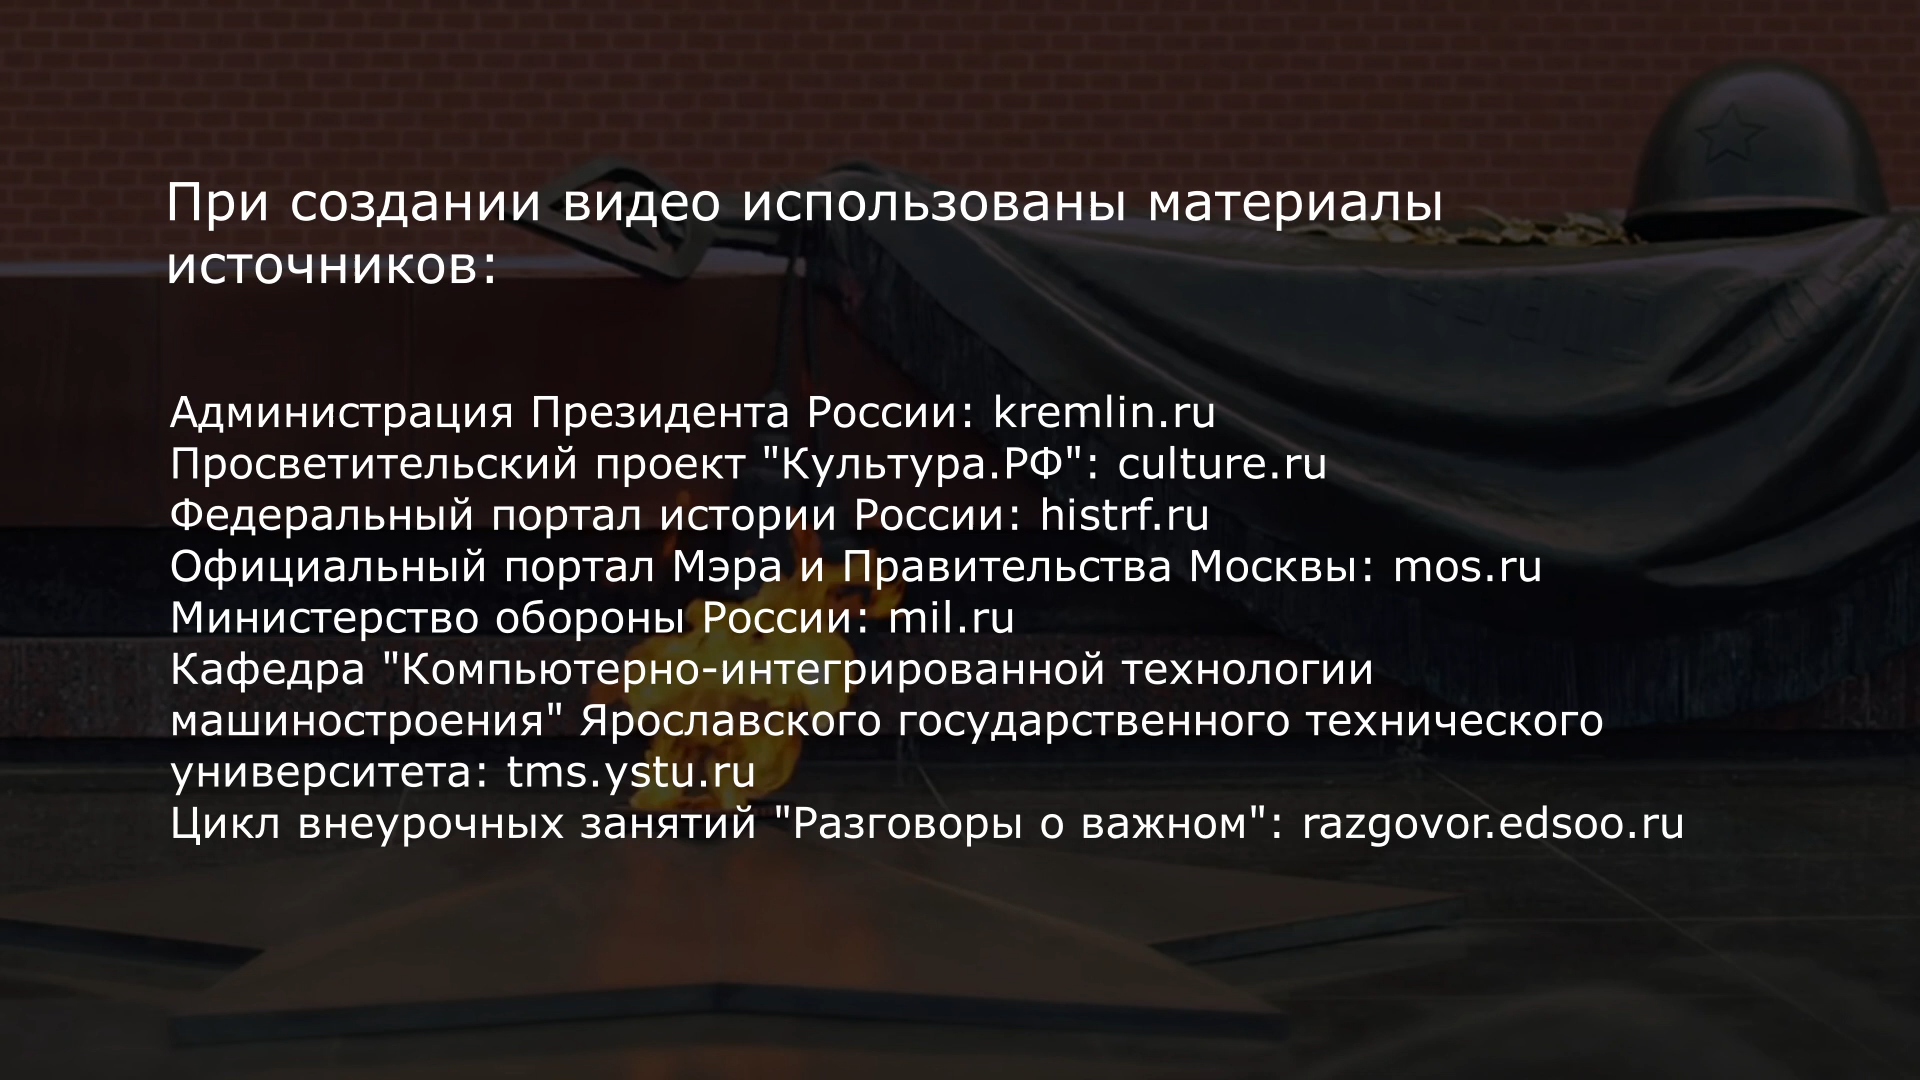 При создании видео использованы материалы
источников:
Администрация Президента России: kremlin.ru
Просветительский проект "Культура.РФ": culture.ru
Федеральный портал истории России: histrf.ru
Официальный портал Мэра и Правительства Москвы: mos.ru
Министерство обороны России: mil.ru
Кафедра "Компьютерно-интегрированной технологии
машиностроения" Ярославского государственного технического
университета: tms.ystu.ru
Цикл внеурочных занятий "Разговоры о важном": razgovor.edsoo.ru